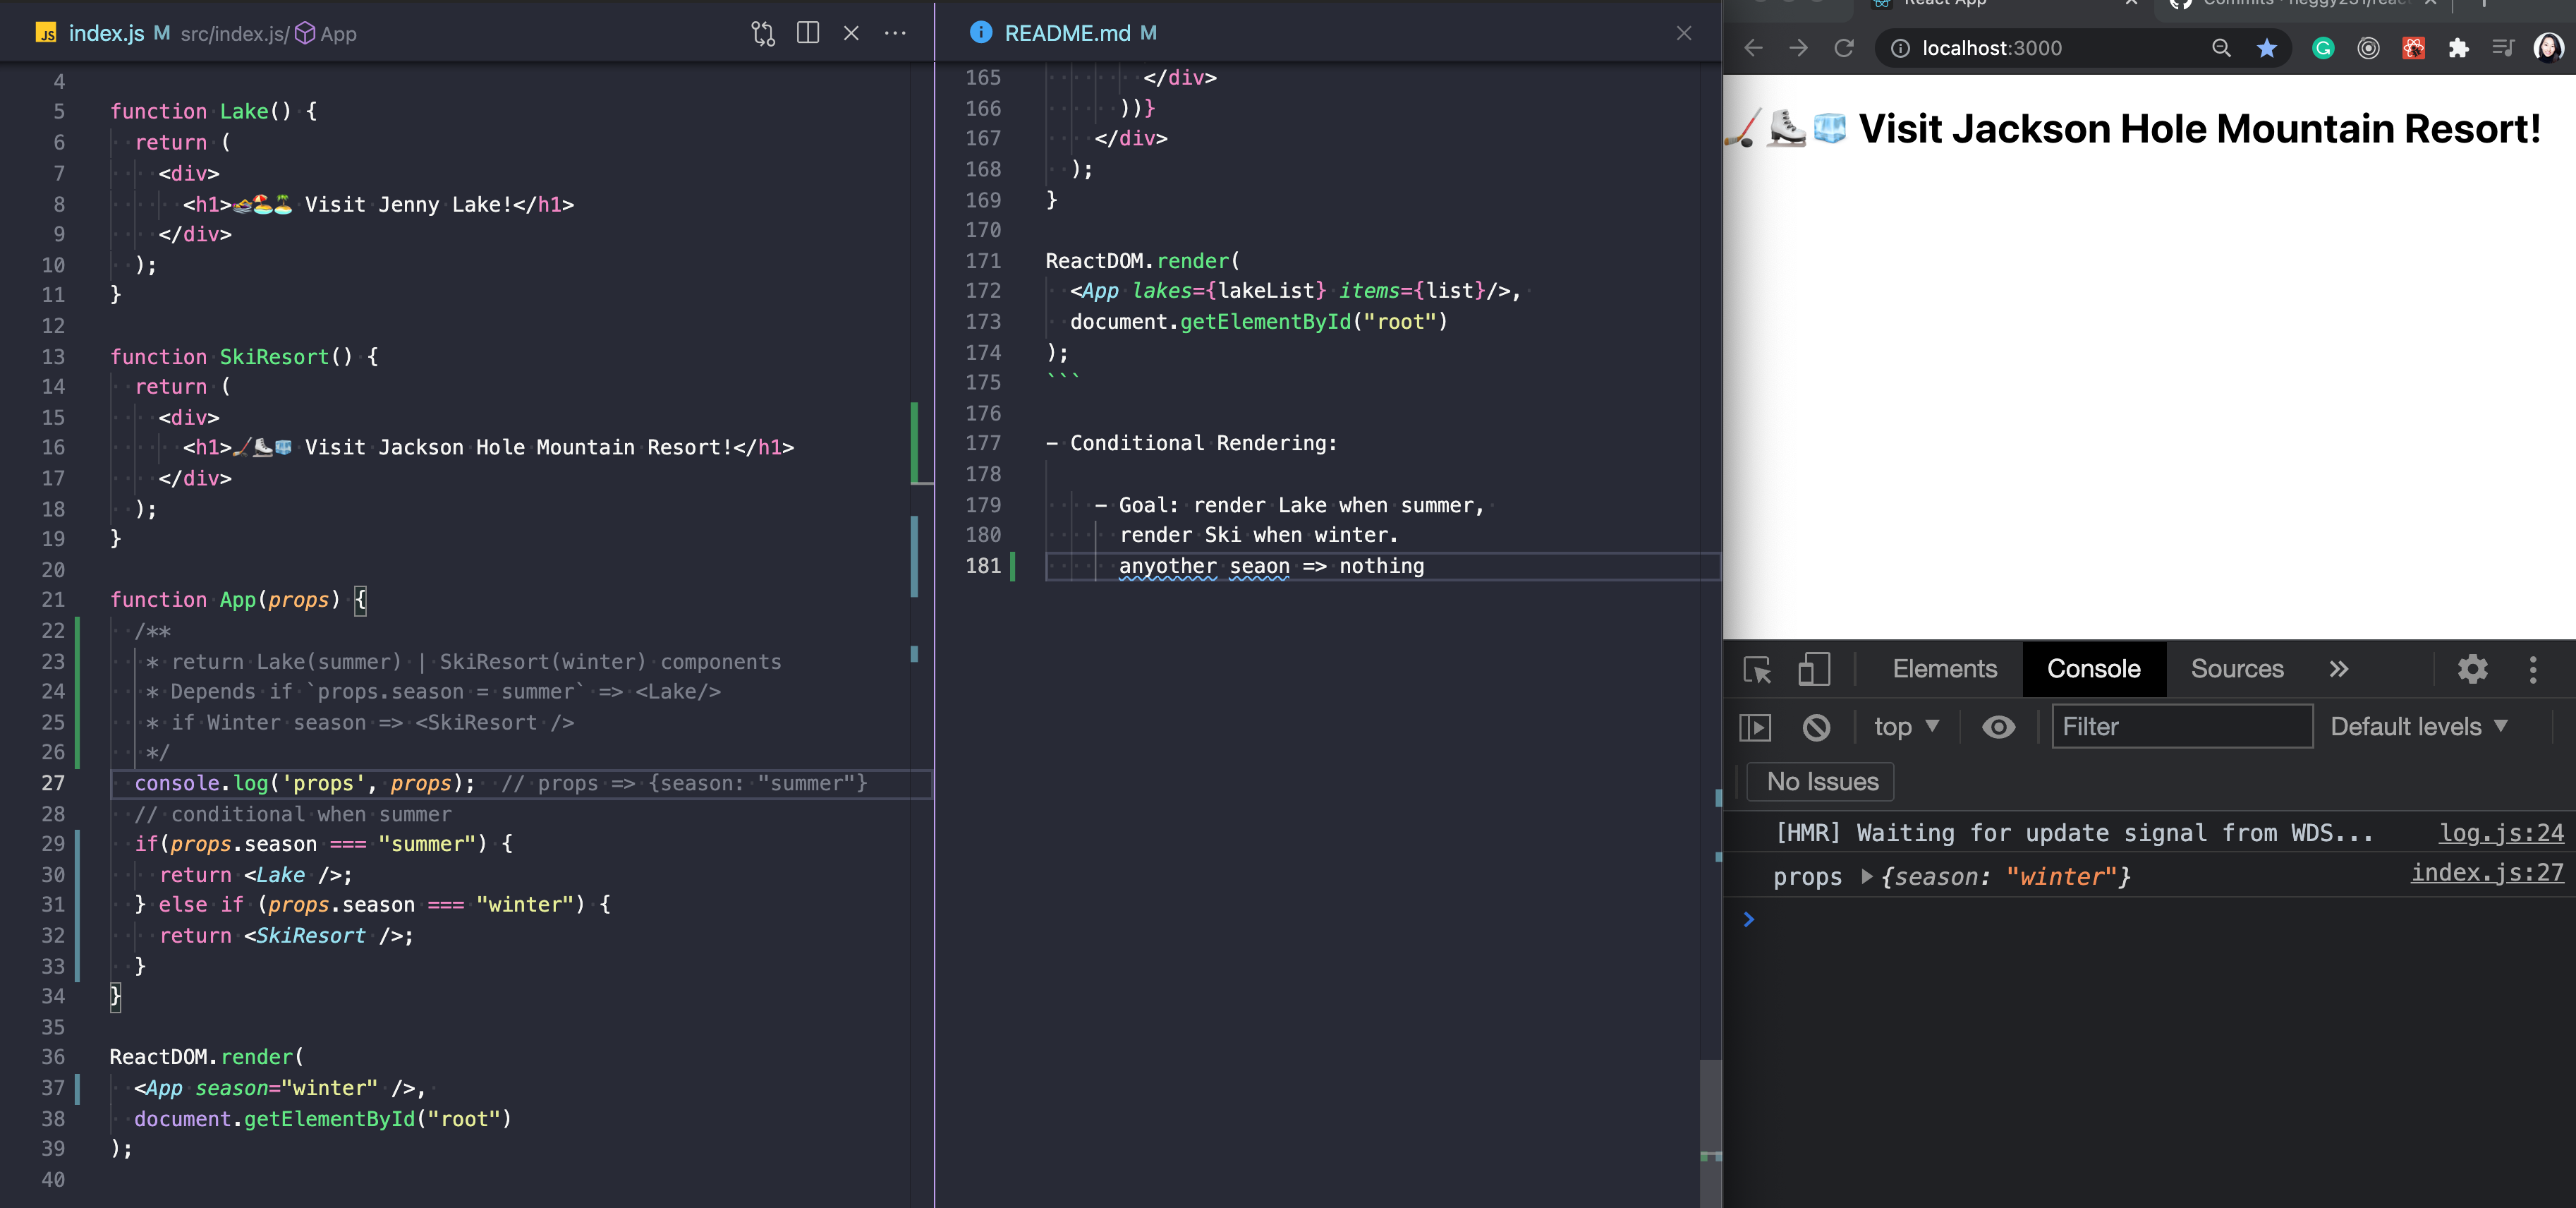 JS index.js M src/index.js/ App
4
5 function Lake() {
6 return (
7 <div>
8 <h1>🏊🏖️🏝️ Visit Jenny Lake!</h1>
9 </div>
10 );
11 }
12
13 function SkiResort() {
14 return (
15 <div>
16 <h1>🏒⛸️🧊 Visit Jackson Hole Mountain Resort!</h1>
17 </div>
18 );
19 }
20
21 function App(props) {
22 /**
23 * return Lake(summer) | SkiResort(winter) components
24 * Depends if `props.season = summer` => <Lake/>
25 * if Winter season => <SkiResort />
26 */
27 console.log('props', props); // props => {season: "summer"}
28 // conditional when summer
29 if(props.season === "summer") {
30 return <Lake />;
31 } else if (props.season === "winter") {
32 return <SkiResort />;
33 }
34 }
35
36 ReactDOM.render(
37 <App season="winter" />,
38 document.getElementById("root")
39 );
40
README.md M
165 </div>
166 ))}
167 </div>
168 );
169 }
170
171 ReactDOM.render(
172 <App lakes={lakeList} items={list}/>,
173 document.getElementById("root")
174 );
175 ```
176
177 - Conditional Rendering:
178
179 - Goal: render Lake when summer,
180 render Ski when winter.
181 anyother seaon => nothing
React App
localhost:3000
🏒⛸️🧊 Visit Jackson Hole Mountain Resort!
Elements Console Sources
top Filter Default levels
No Issues
[HMR] Waiting for update signal from WDS... log.js:24
props {season: "winter"} index.js:27